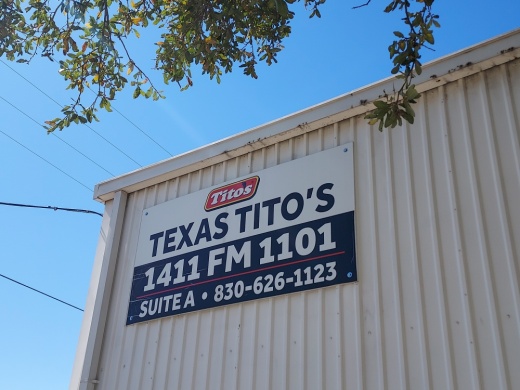 Titos
TEXAS TITO'S
1411 FM 1101
SUITE A • 830-626-1123